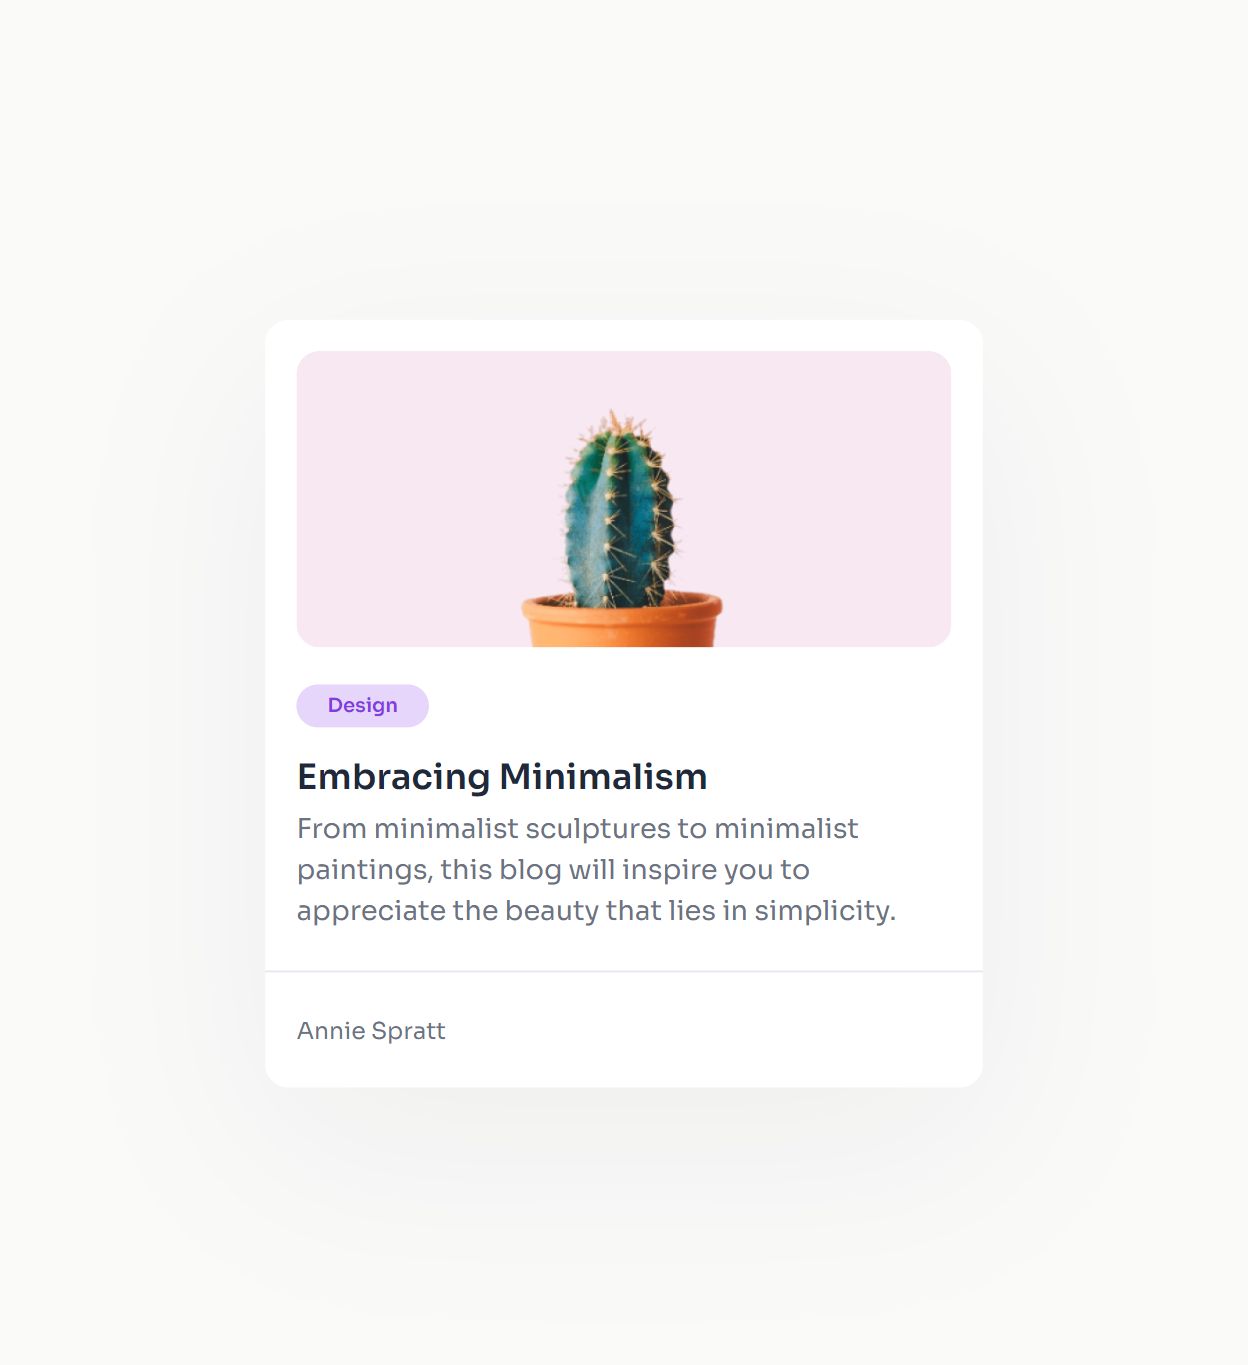 Design
Embracing Minimalism
From minimalist sculptures to minimalist
paintings, this blog will inspire you to
appreciate the beauty that lies in simplicity.
Annie Spratt